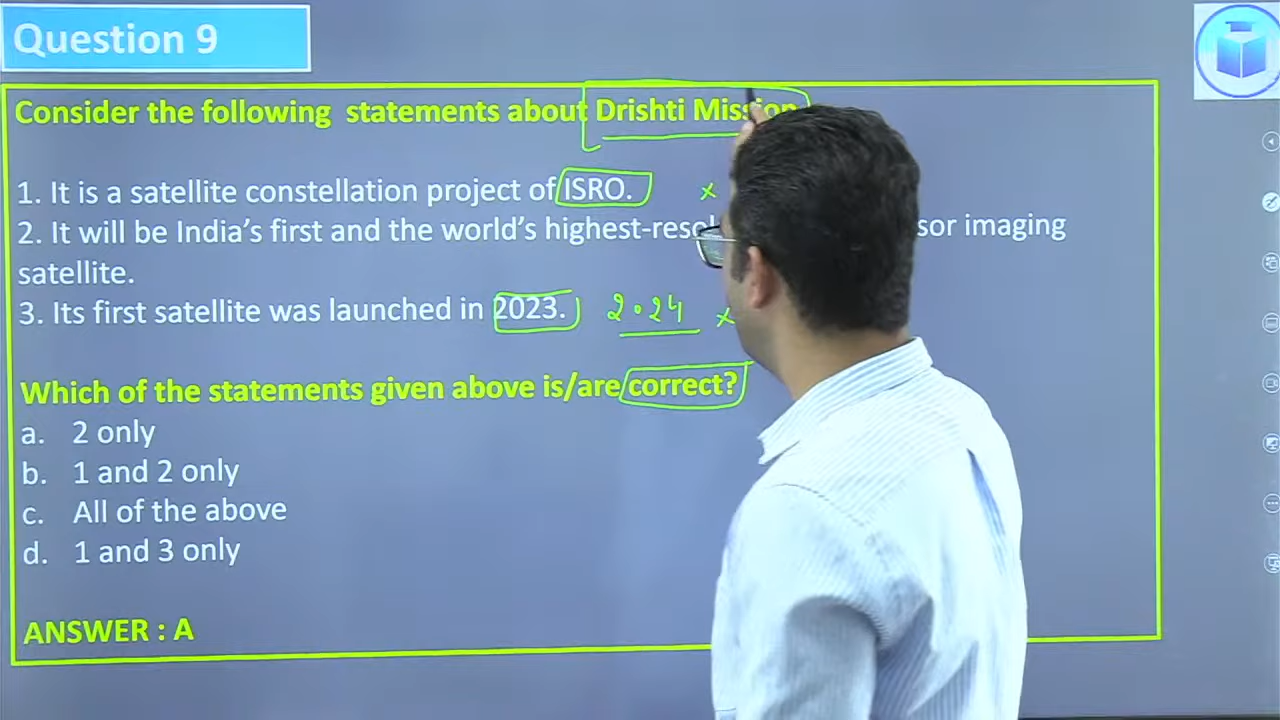 Question 9
Consider the following statements about Drishti Mission
1. It is a satellite constellation project of ISRO. ×
2. It will be India's first and the world's highest-reso sor imaging
satellite.
3. Its first satellite was launched in 2023. 2024 ×
Which of the statements given above is/are correct?
a. 2 only
b. 1 and 2 only
c. All of the above
d. 1 and 3 only
ANSWER : A